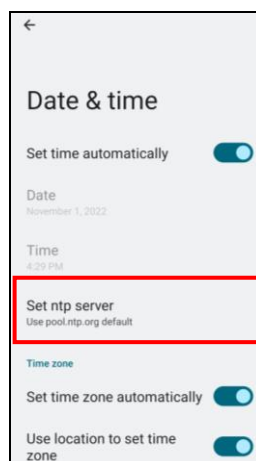 Date & time
Set time automatically
Date
November 1, 2022
Time
4:29 PM
Set ntp server
Use pool.ntp.org default
Time zone
Set time zone automatically
Use location to set time
zone